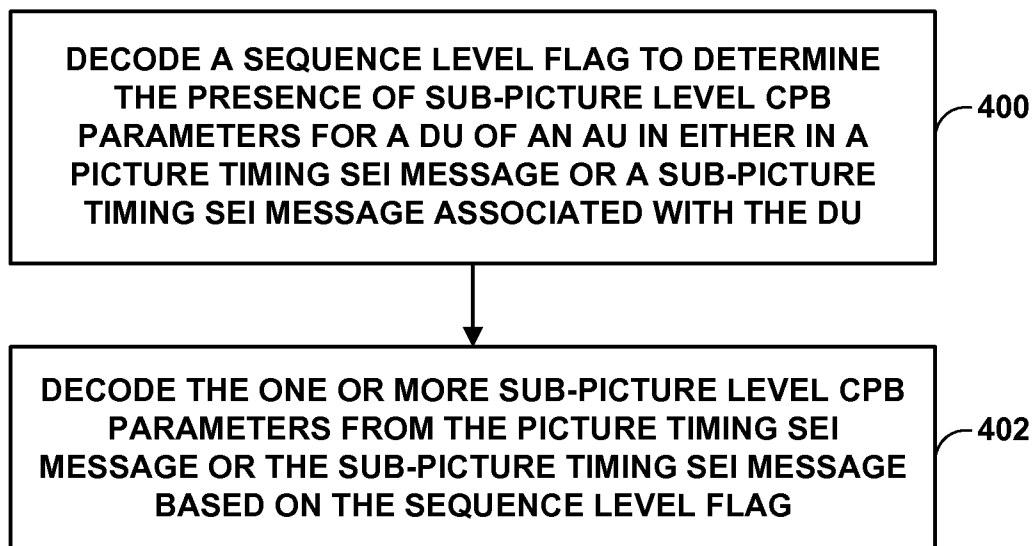 DECODE A SEQUENCE LEVEL FLAG TO DETERMINE
THE PRESENCE OF SUB-PICTURE LEVEL CPB
PARAMETERS FOR A DU OF AN AU IN EITHER IN A
PICTURE TIMING SEI MESSAGE OR A SUB-PICTURE
TIMING SEI MESSAGE ASSOCIATED WITH THE DU
400
DECODE THE ONE OR MORE SUB-PICTURE LEVEL CPB
PARAMETERS FROM THE PICTURE TIMING SEI
MESSAGE OR THE SUB-PICTURE TIMING SEI MESSAGE
BASED ON THE SEQUENCE LEVEL FLAG
402